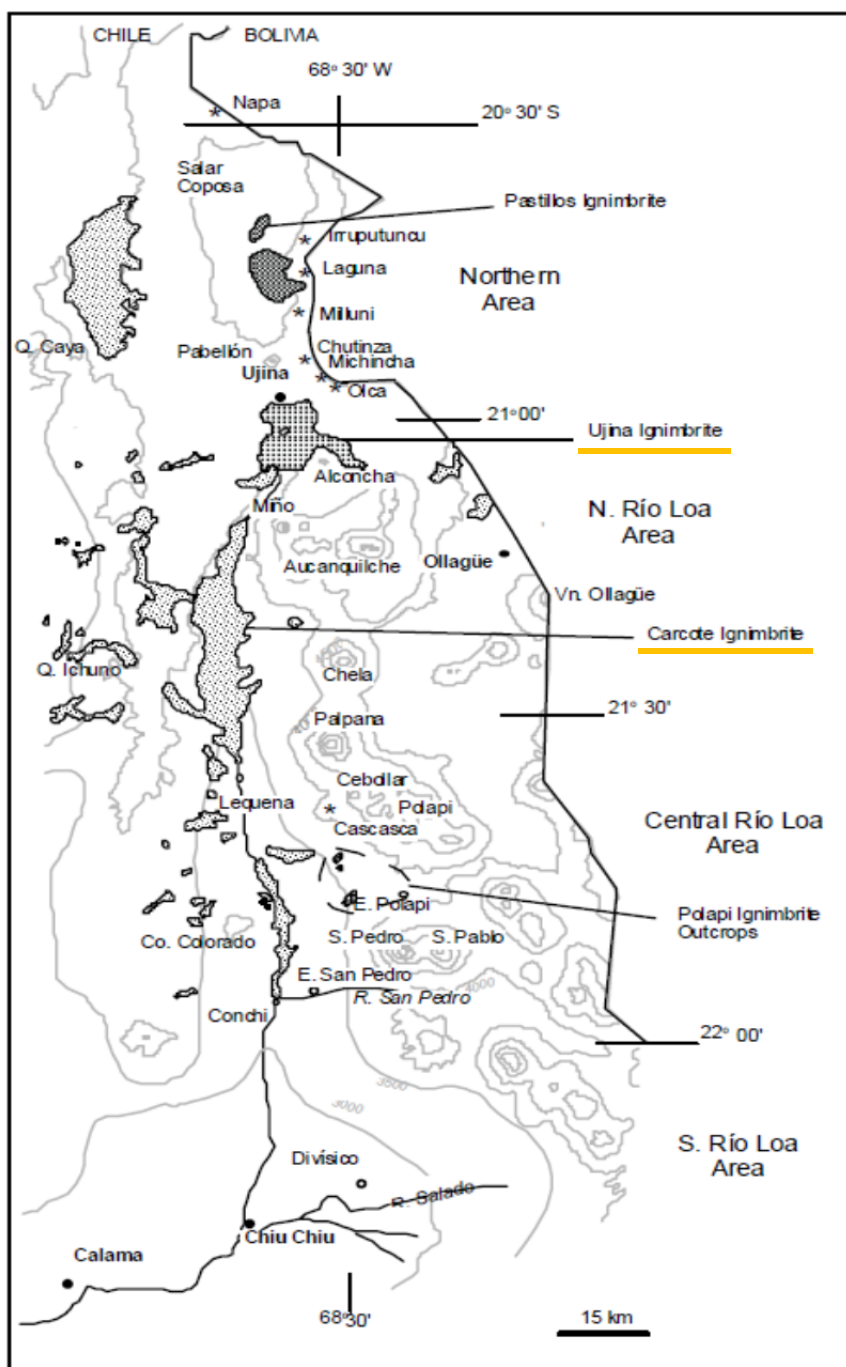 CHILE BOLIVIA
68° 30' W
Napa
20° 30' S
Salar
Coposa
Pastillos Ignimbrite
Irruputuncu
Laguna
Northern
Area
Milluni
Q. Caya
Pabellón
Chutinza
Michincha
Ujina
Olca
21° 00'
Ujina Ignimbrite
Alconcha
Miño
N. Río Loa
Area
Aucanquilche
Ollagüe
Vn. Ollagüe
Carcote Ignimbrite
Q. Ichuno
Chela
21° 30'
Palpana
Cebollar
Lequena
Polapi
Cascasca
Central Río Loa
Area
E. Polapi
Polapi Ignimbrite
Outcrops
Co. Colorado
S. Pedro
S. Pablo
E. San Pedro
R. San Pedro
4000
Conchi
22° 00'
3500
3000
S. Río Loa
Area
Divísico
R. Salado
Chiu Chiu
Calama
68°30'
15 km